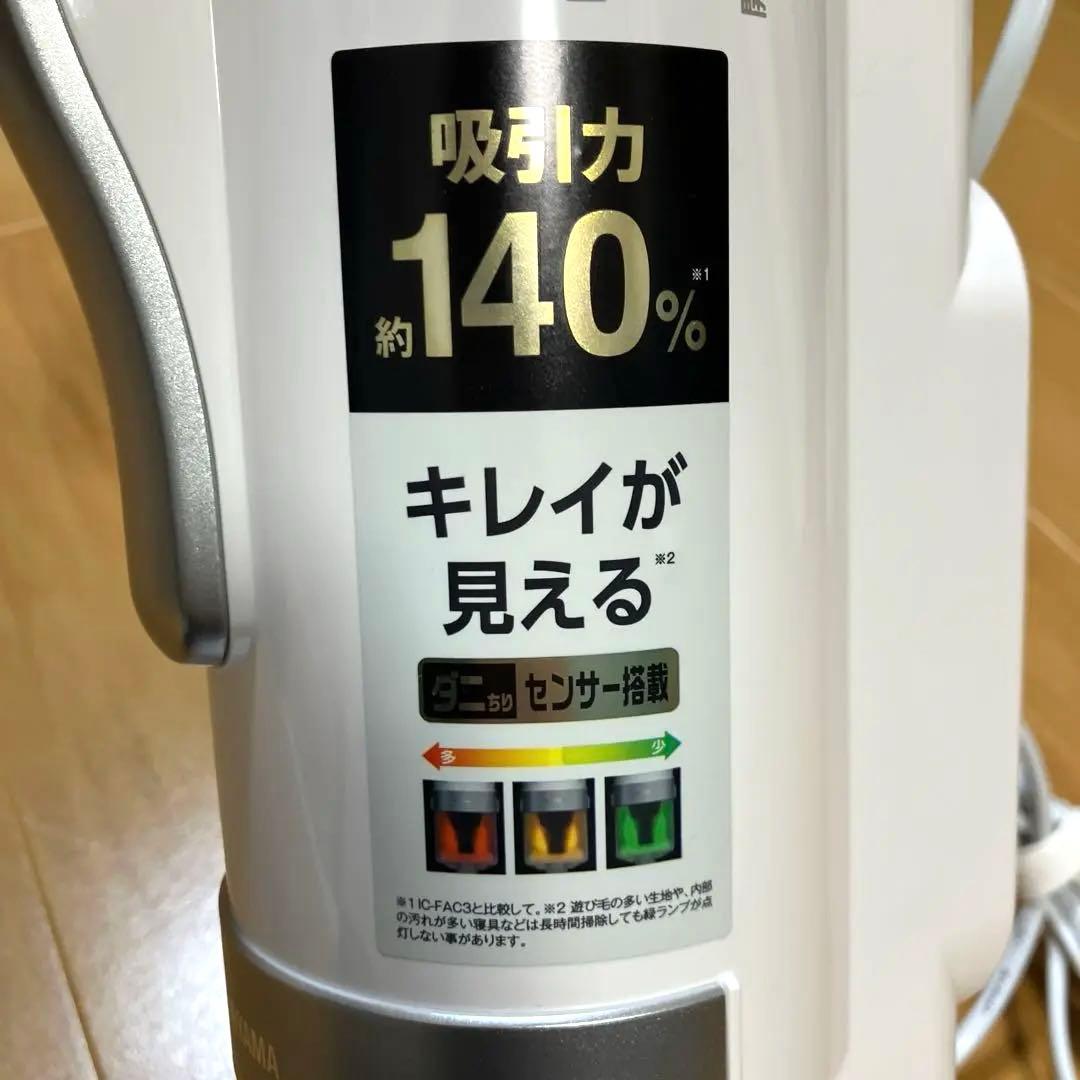 吸引力
約140%※1
キレイが
見える※2
ダニちりセンサー搭載
多 少
※1 IC-FAC3と比較して。※2 遊び毛の多い生地や、内部
の汚れが多い寝具などは長時間掃除しても緑ランプが点
灯しない事があります。